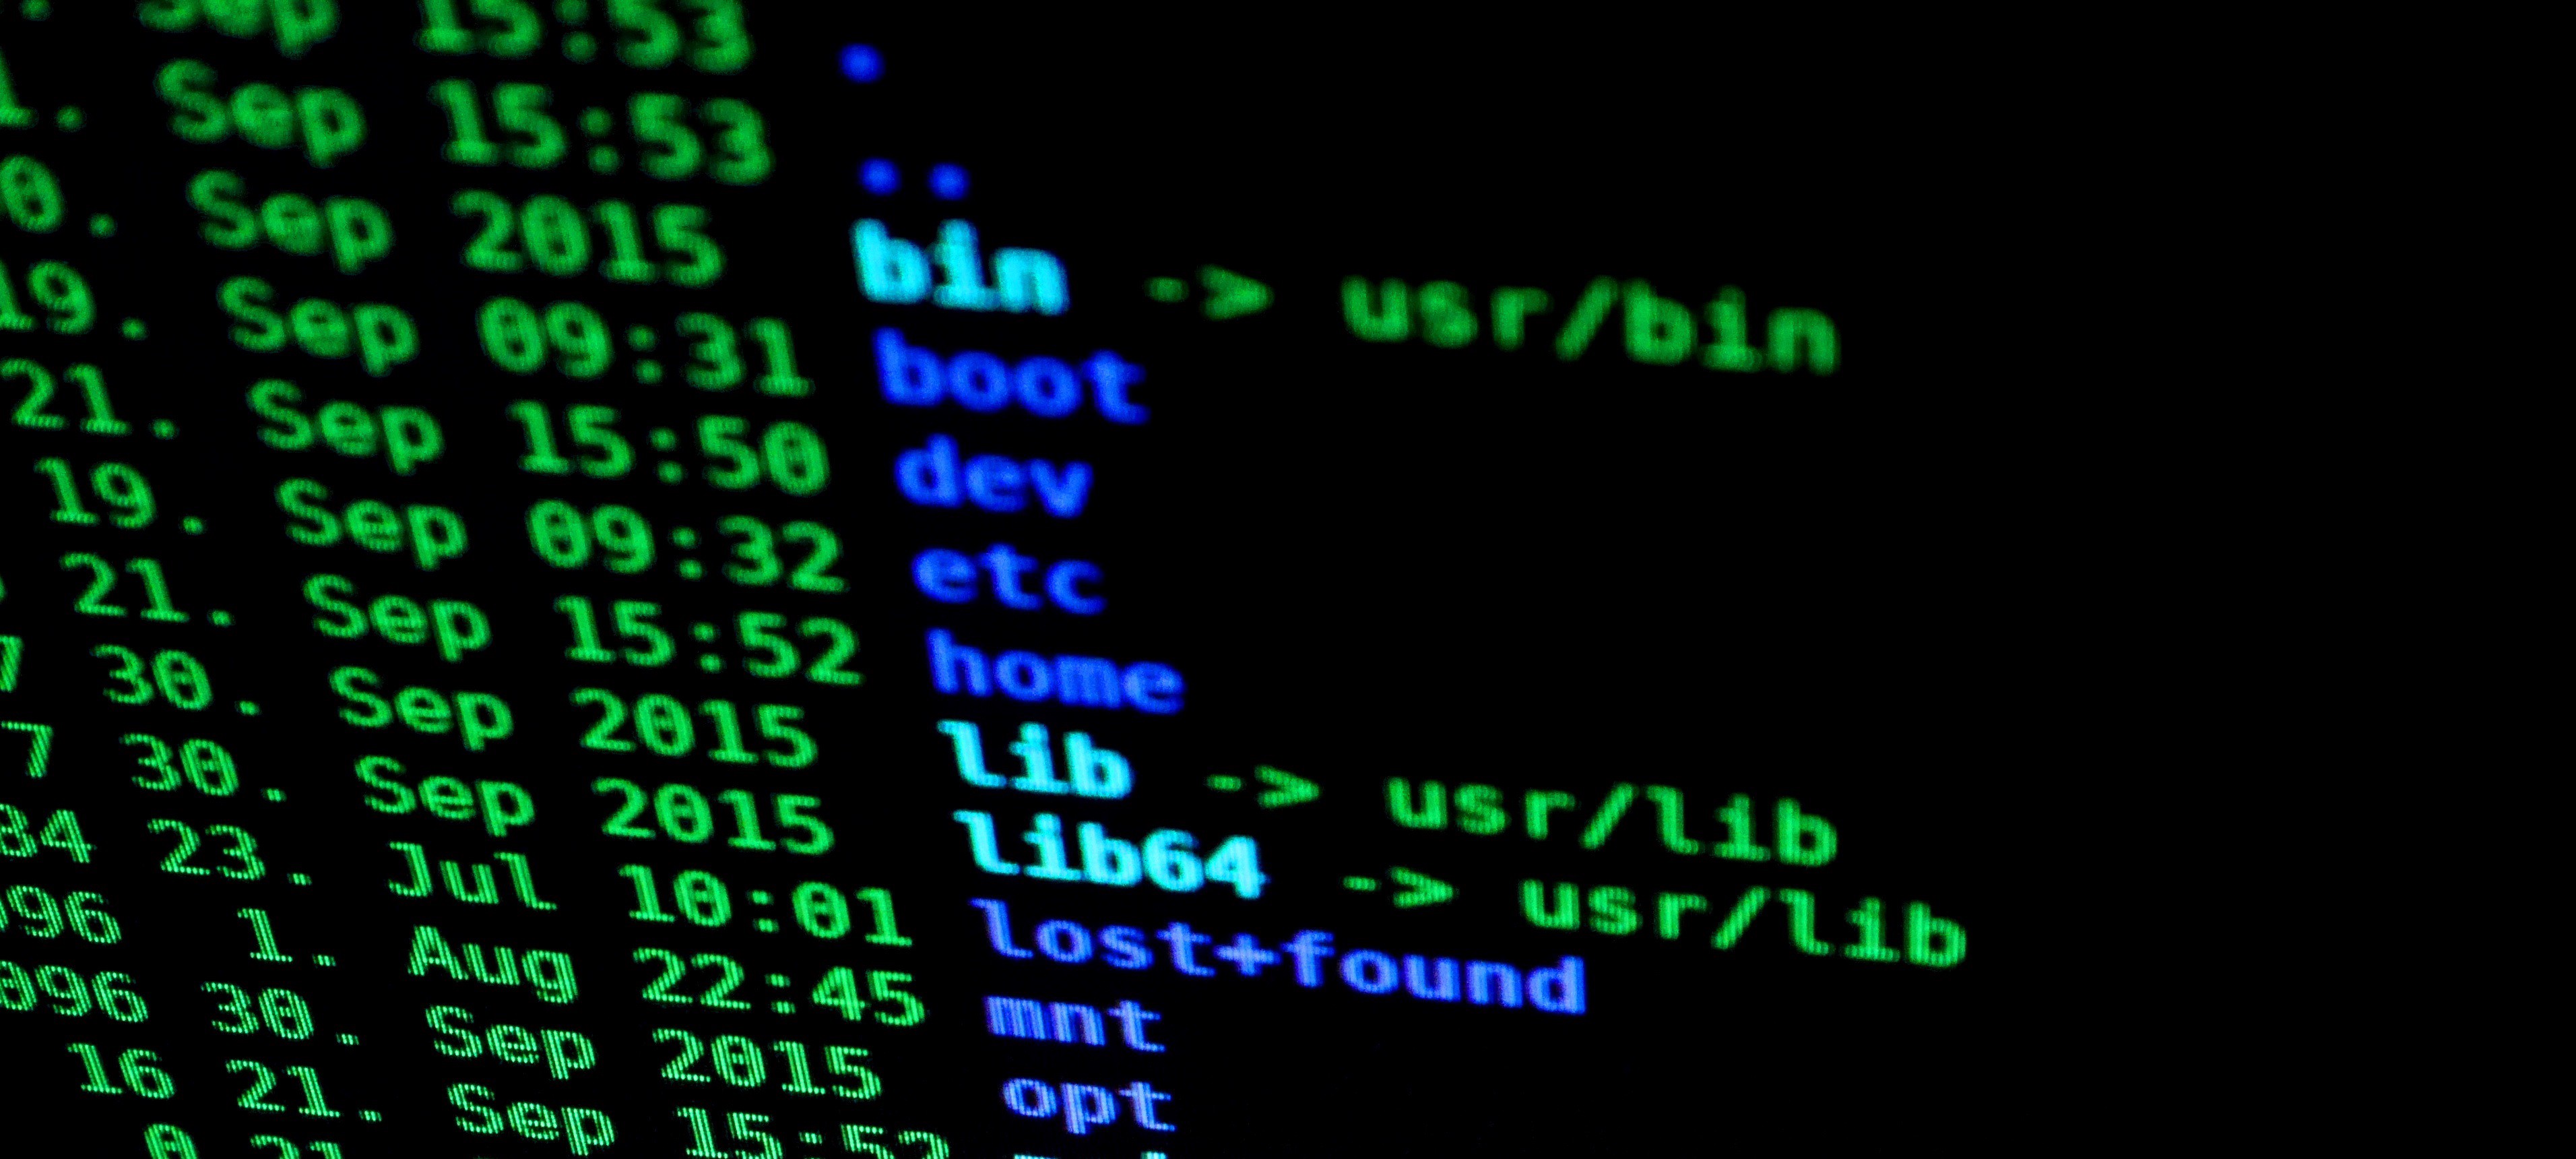 Sep 15:53 .
1. Sep 15:53 ..
0. Sep 2015 bin -> usr/bin
19. Sep 09:31 boot
21. Sep 15:50 dev
19. Sep 09:32 etc
21. Sep 15:52 home
7 30. Sep 2015 lib -> usr/lib
7 30. Sep 2015 lib64 -> usr/lib
84 23. Jul 10:01 lost+found
096 1. Aug 22:45 mnt
096 30. Sep 2015 opt
16 21. Sep 15:52
0 21